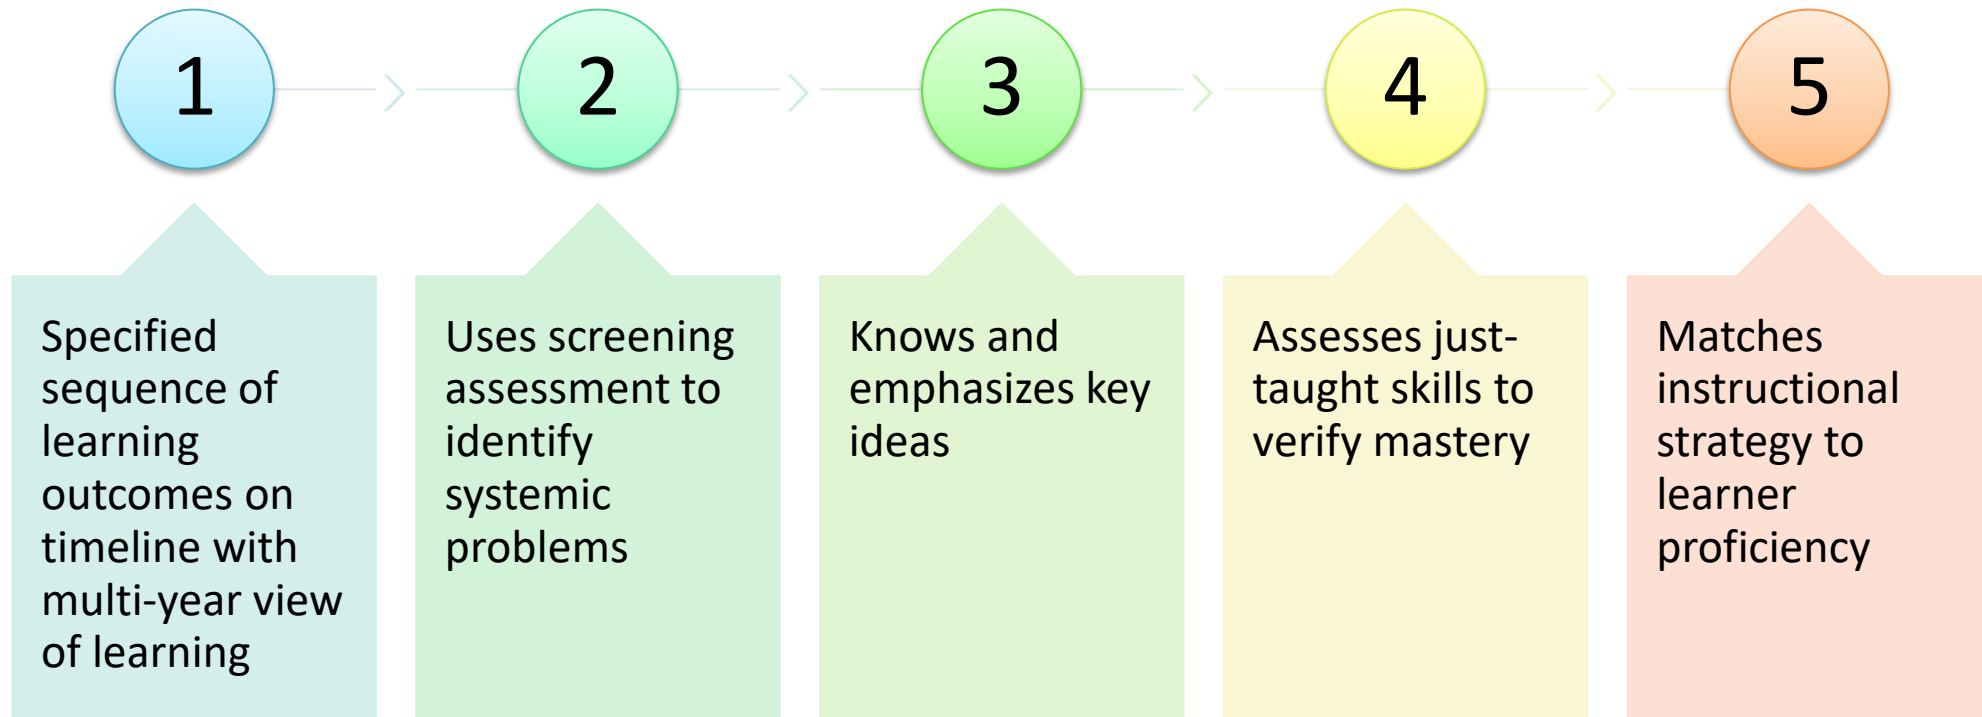 1
Specified
sequence of
learning
outcomes on
timeline with
multi-year view
of learning
2
Uses screening
assessment to
identify
systemic
problems
3
Knows and
emphasizes key
ideas
4
Assesses just-
taught skills to
verify mastery
5
Matches
instructional
strategy to
learner
proficiency